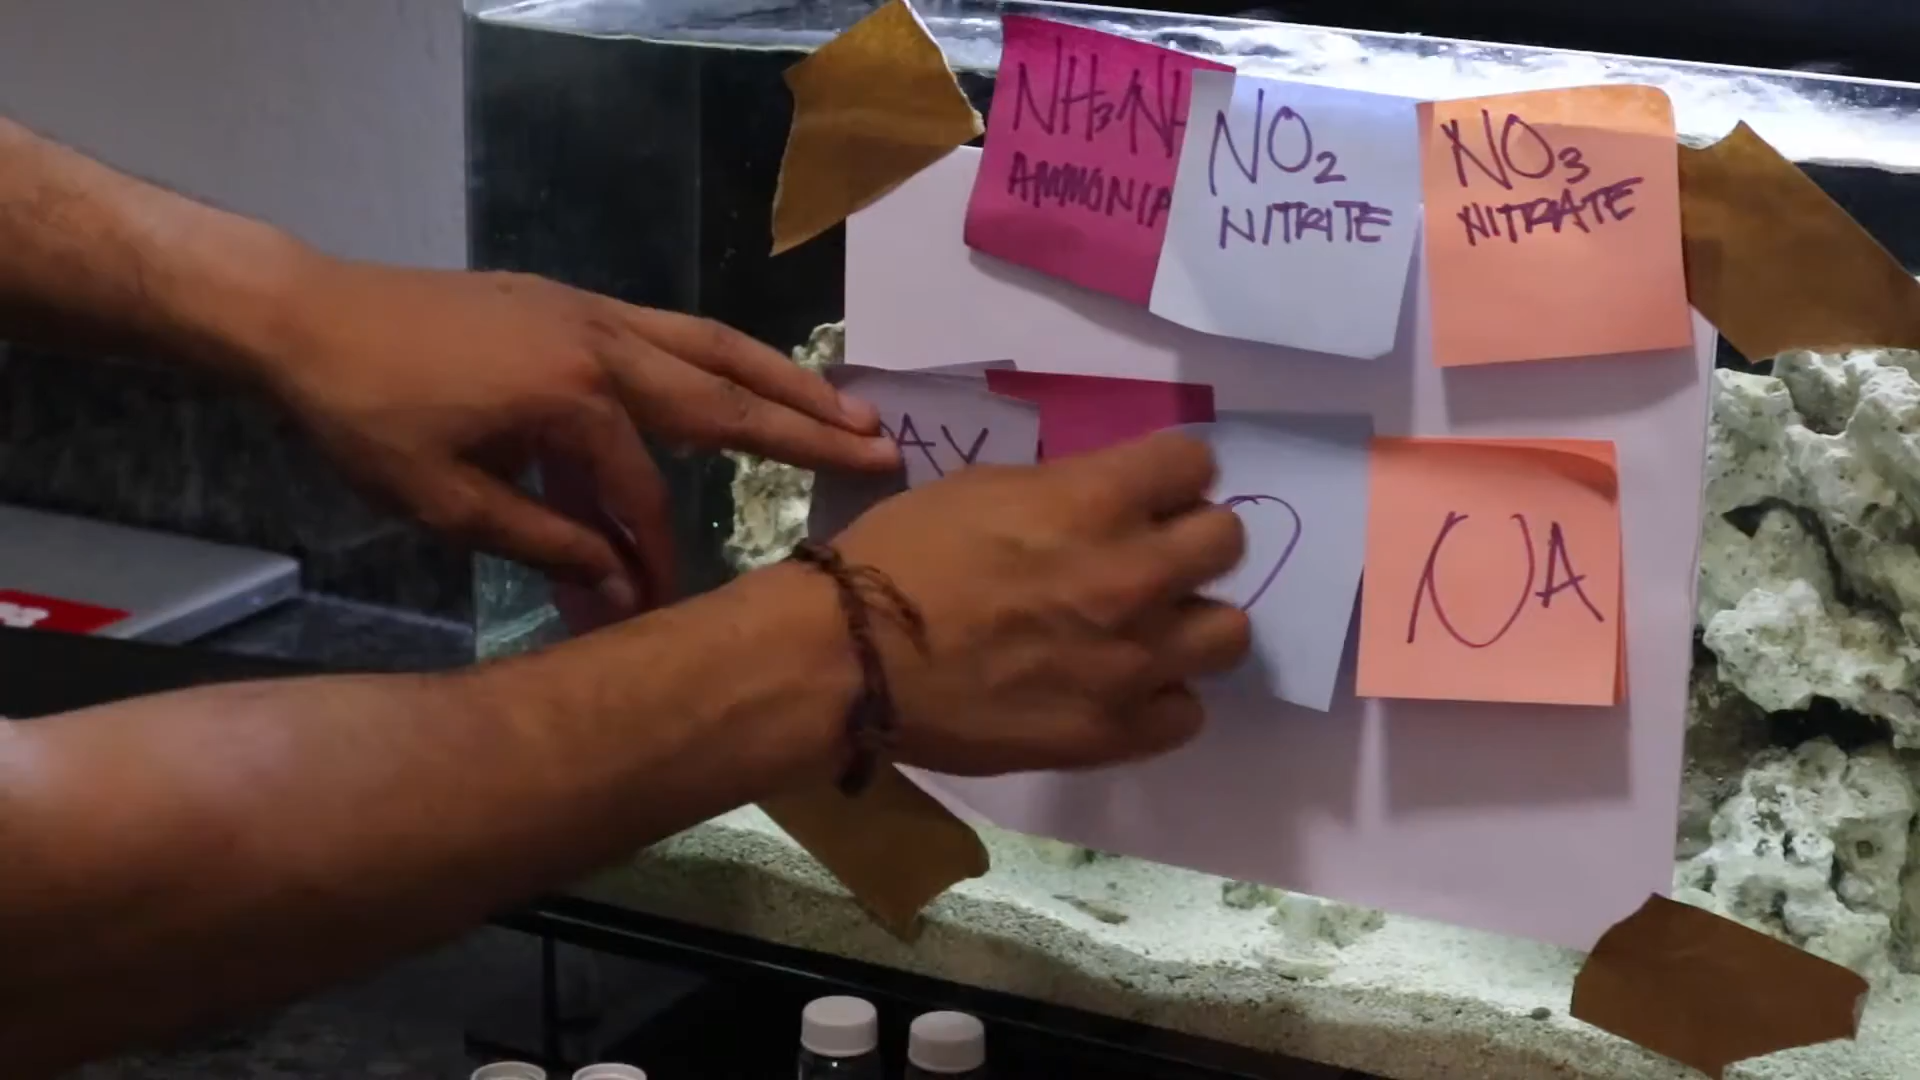 NH₃/NH
AMMONIA
NO₂
NITRITE
NO₃
NITRATE
NA